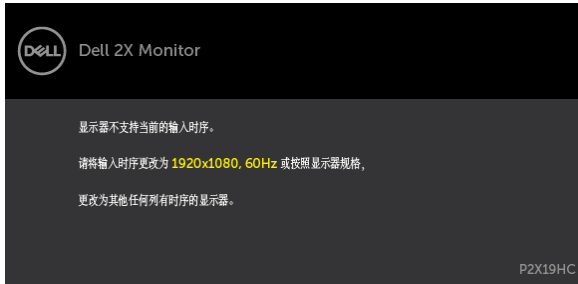 DELL
Dell 2X Monitor
显示器不支持当前的输入时序。
请将输入时序更改为 1920x1080, 60Hz 或按照显示器规格,
更改为其他任何列有时序的显示器。
P2X19HC